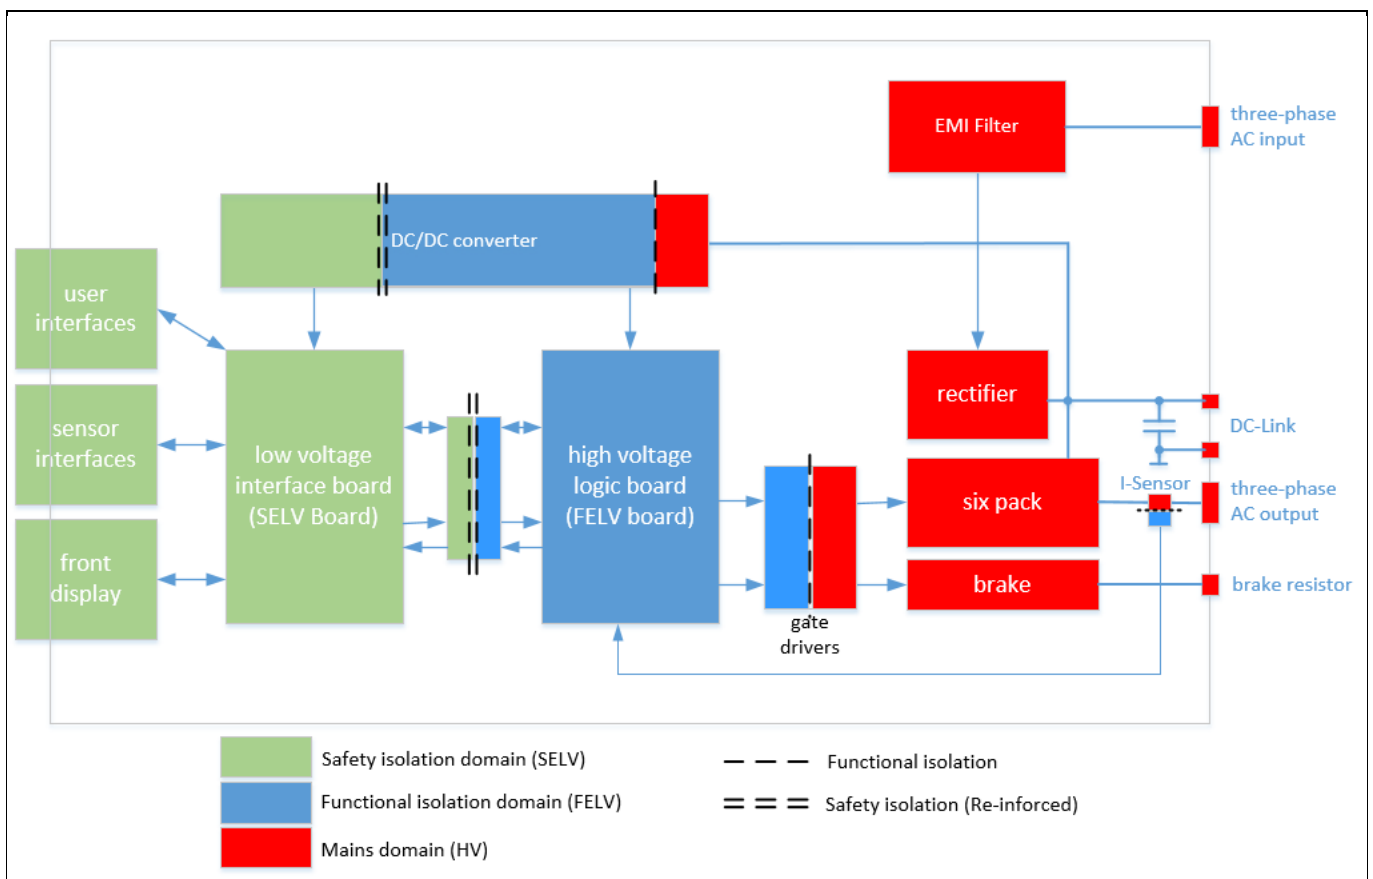 EMI Filter
three-phase
AC input
DC/DC converter
user
interfaces
sensor
interfaces
front
display
low voltage
interface board
(SELV Board)
high voltage
logic board
(FELV board)
gate
drivers
rectifier
six pack
brake
DC-Link
I-Sensor
three-phase
AC output
brake resistor
Safety isolation domain (SELV)
Functional isolation domain (FELV)
Mains domain (HV)
Functional isolation
Safety isolation (Re-inforced)